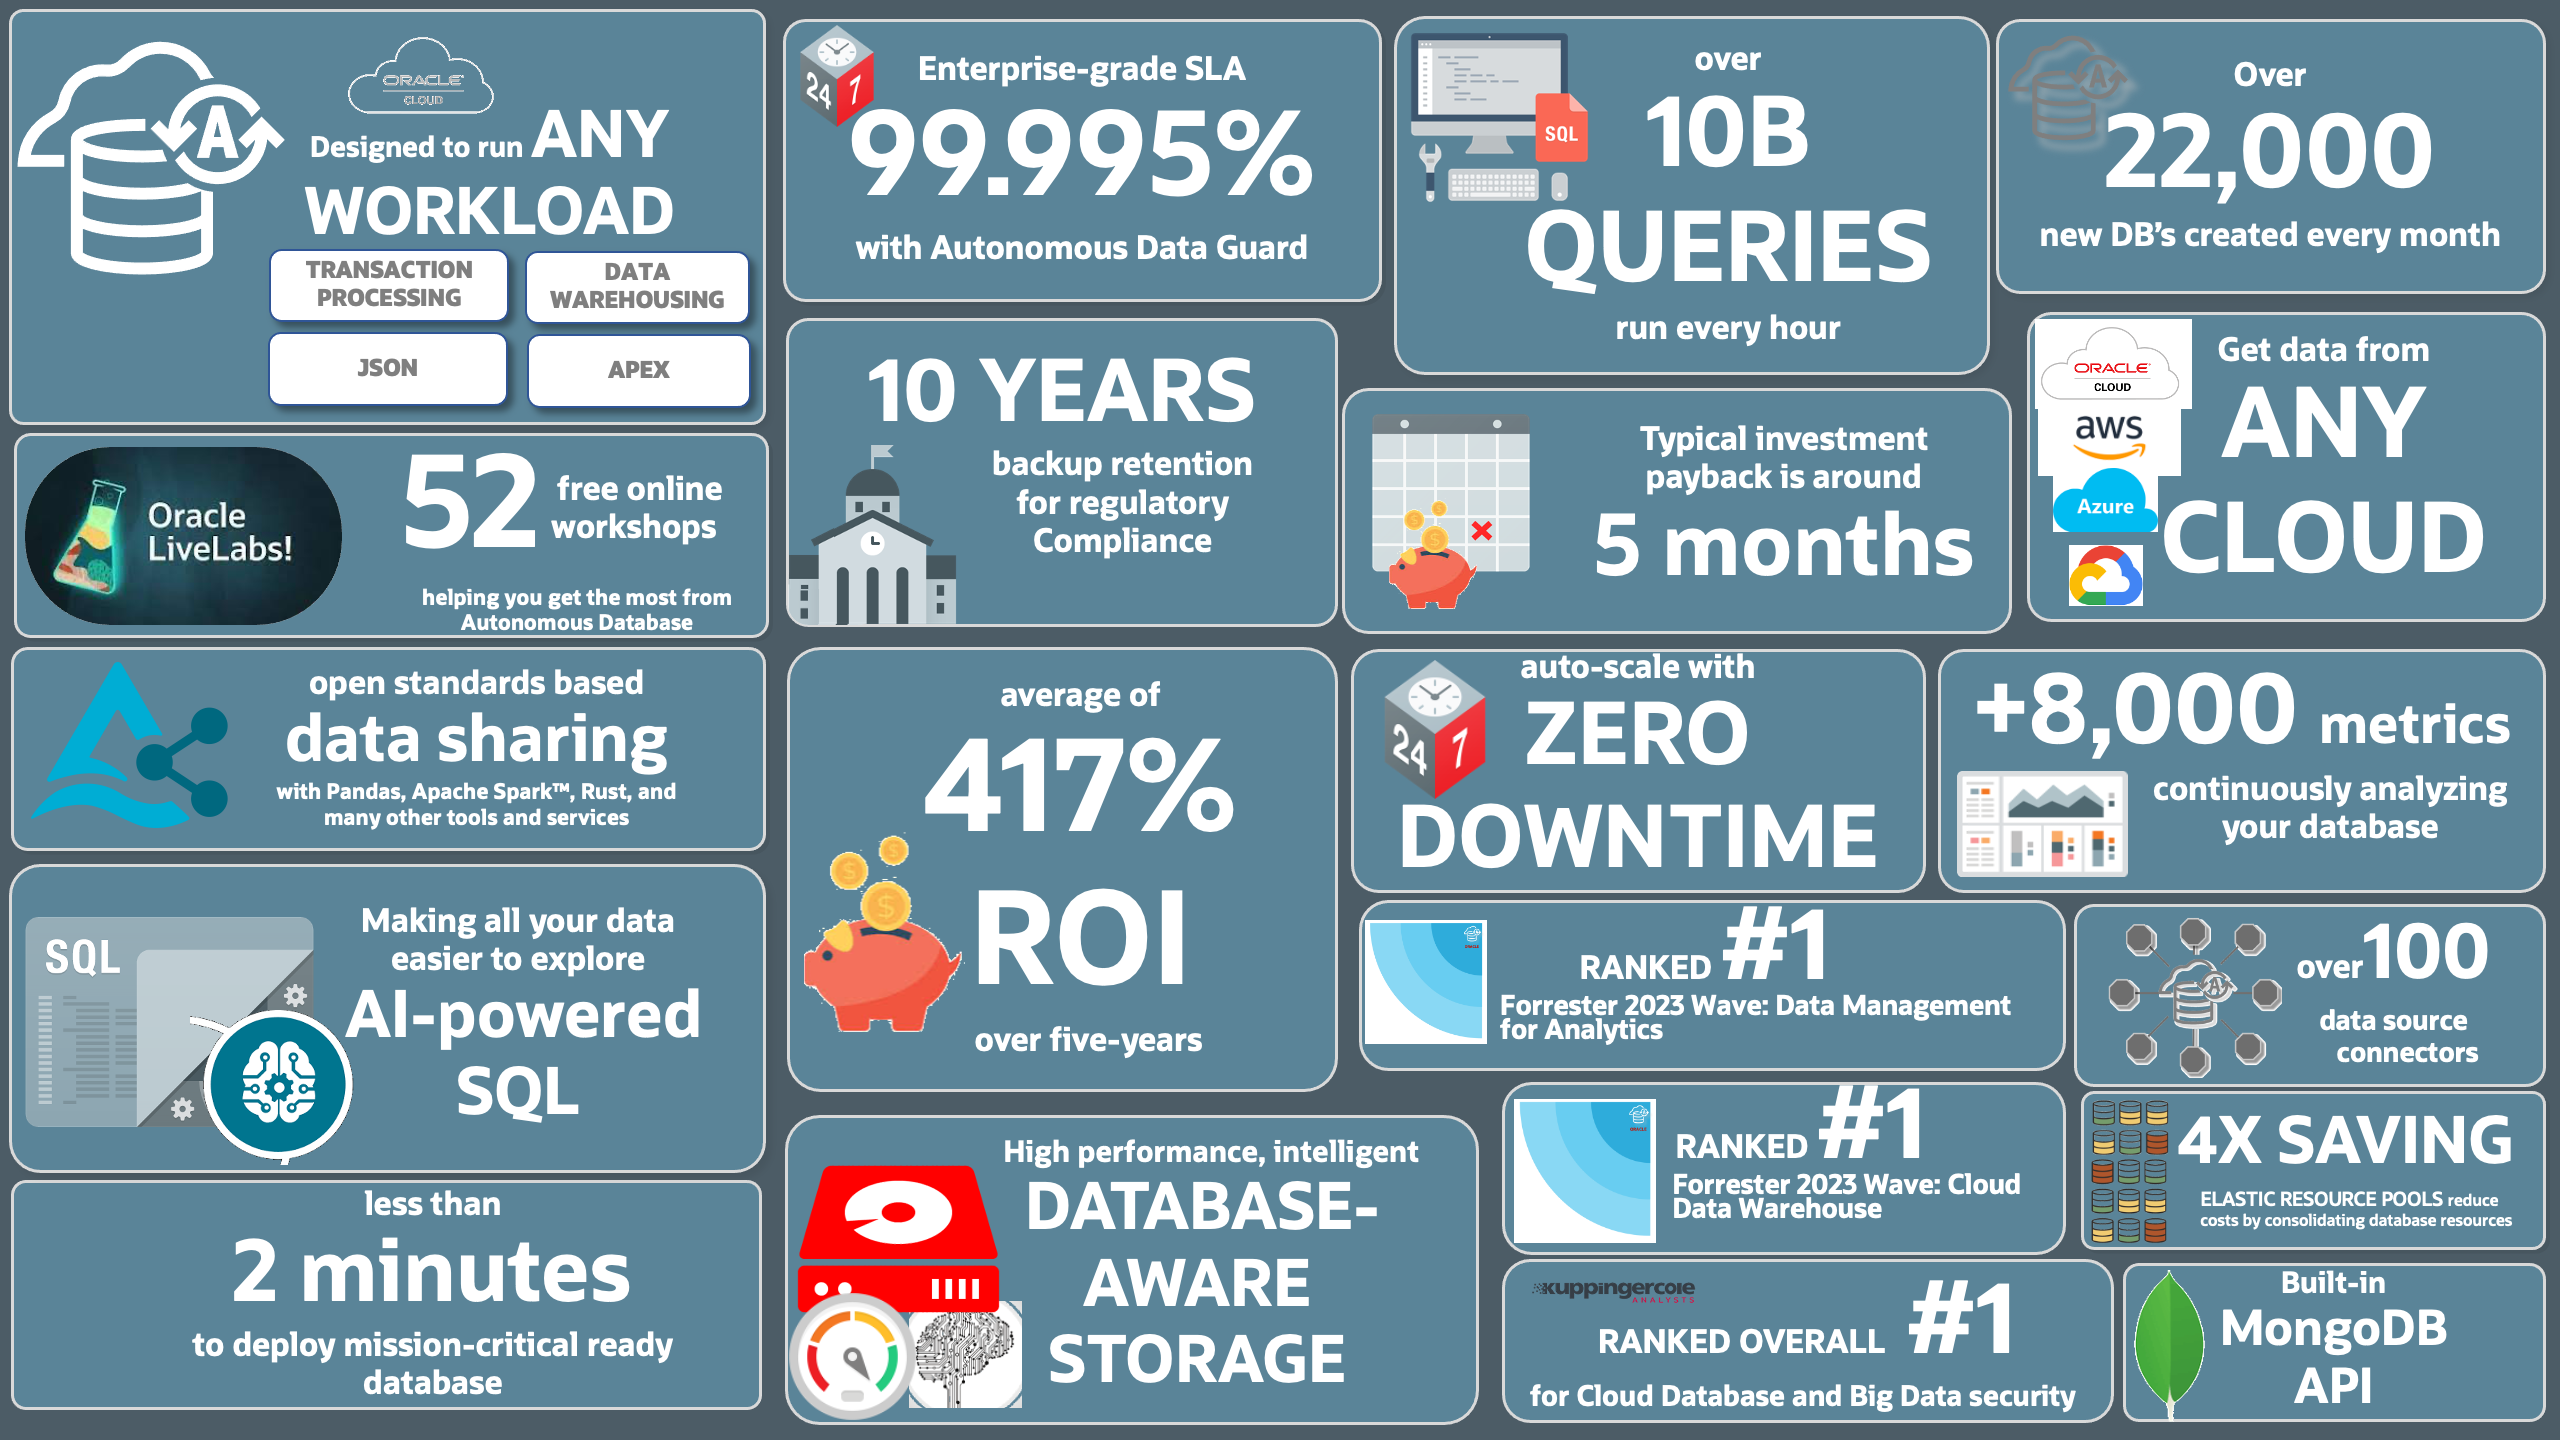 ORACLE
CLOUD
Designed to run ANY
WORKLOAD
TRANSACTION
PROCESSING
DATA
WAREHOUSING
JSON
APEX
24
7
Enterprise-grade SLA
99.995%
with Autonomous Data Guard
SQL
over
10B
QUERIES
run every hour
A
Over
22,000
new DB's created every month
Oracle
LiveLabs!
52 free online
workshops
helping you get the most from
Autonomous Database
10 YEARS
backup retention
for regulatory
Compliance
Typical investment
payback is around
5 months
ORACLE
CLOUD
aws
Azure
Get data from
ANY
CLOUD
open standards based
data sharing
with Pandas, Apache Spark™, Rust, and
many other tools and services
average of
417%
ROI
over five-years
24
7
auto-scale with
ZERO
DOWNTIME
+8,000 metrics
continuously analyzing
your database
SQL
Making all your data
easier to explore
AI-powered
SQL
RANKED #1
Forrester 2023 Wave: Data Management
for Analytics
over 100
data source
connectors
RANKED #1
Forrester 2023 Wave: Cloud
Data Warehouse
4X SAVING
ELASTIC RESOURCE POOLS reduce
costs by consolidating database resources
less than
2 minutes
to deploy mission-critical ready
database
High performance, intelligent
DATABASE-
AWARE
STORAGE
kuppingercole
ANALYSTS
RANKED OVERALL #1
for Cloud Database and Big Data security
Built-in
MongoDB
API